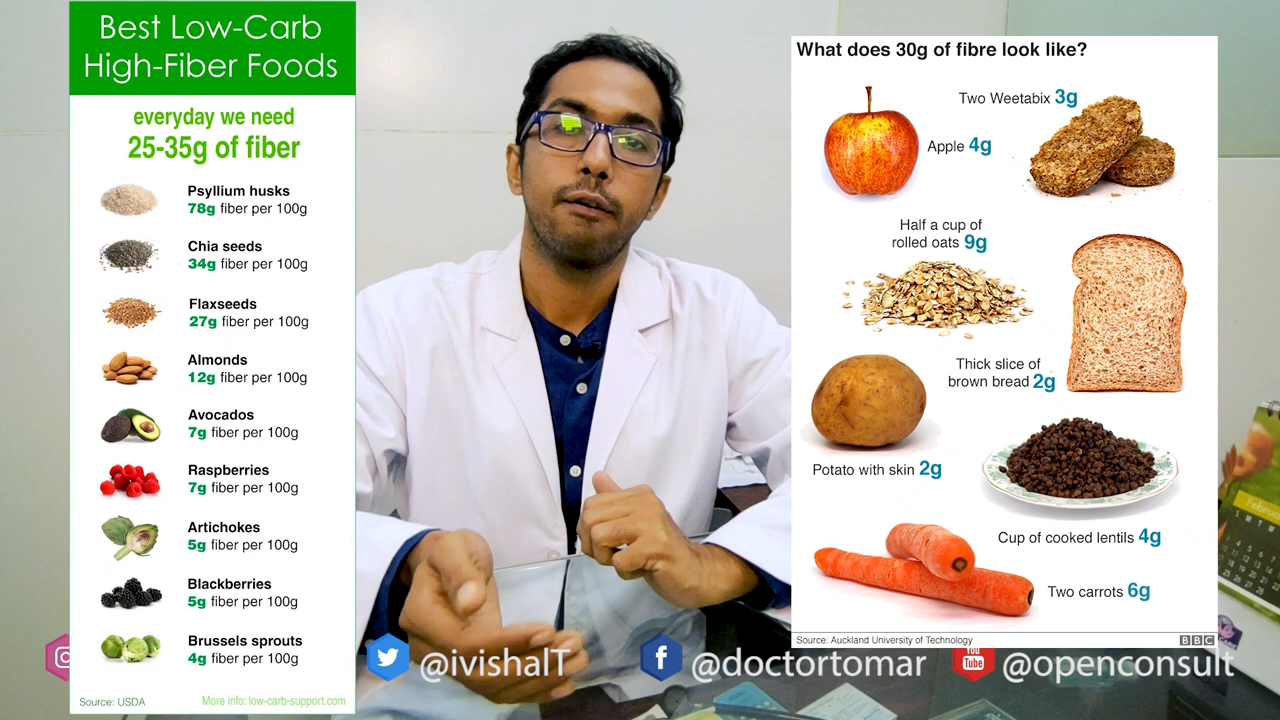 Best Low-Carb
High-Fiber Foods
everyday we need
25-35g of fiber
Psyllium husks
78g fiber per 100g
Chia seeds
34g fiber per 100g
Flaxseeds
27g fiber per 100g
Almonds
12g fiber per 100g
Avocados
7g fiber per 100g
Raspberries
7g fiber per 100g
Artichokes
5g fiber per 100g
Blackberries
5g fiber per 100g
Brussels sprouts
4g fiber per 100g
Source: USDA
More info: low-carb-support.com
What does 30g of fibre look like?
Two Weetabix 3g
Apple 4g
Half a cup of
rolled oats 9g
Thick slice of
brown bread 2g
Potato with skin 2g
Cup of cooked lentils 4g
Two carrots 6g
Source: Auckland University of Technology
BBC
@ivishalT
@doctortomar
You
Tube
@openconsult